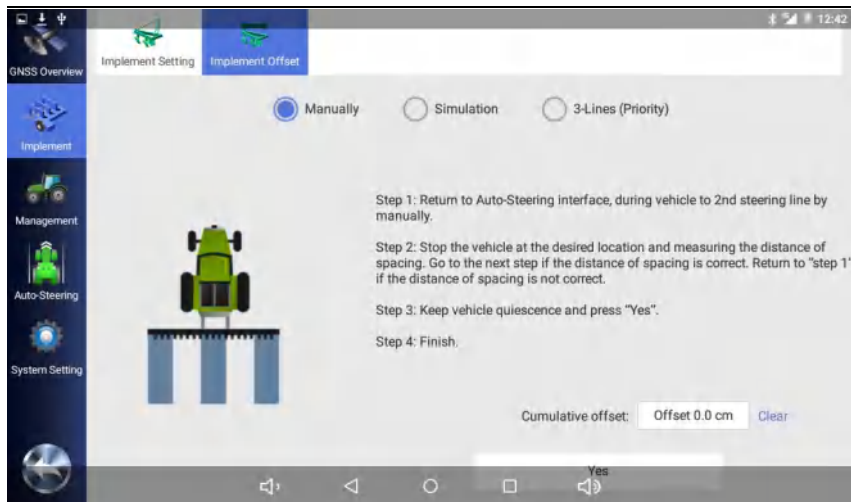 12:42
GNSS Overview
Implement Setting
Implement Offset
Manually
Simulation
3-Lines (Priority)
Implement
Management
Auto-Steering
System Setting
Step 1: Return to Auto-Steering interface, during vehicle to 2nd steering line by
manually.
Step 2: Stop the vehicle at the desired location and measuring the distance of
spacing. Go to the next step if the distance of spacing is correct. Return to "step 1"
if the distance of spacing is not correct.
Step 3: Keep vehicle quiescence and press "Yes".
Step 4: Finish.
Cumulative offset: Offset 0.0 cm Clear
Yes